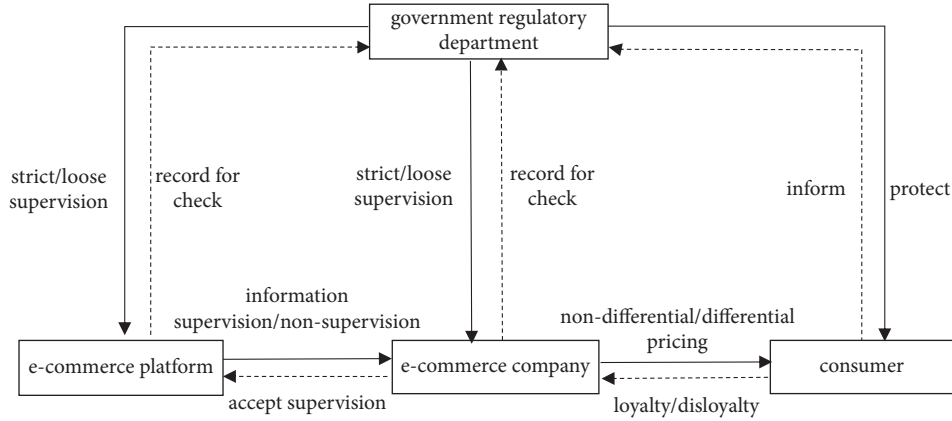 government regulatory
department
strict/loose
supervision
record for
check
strict/loose
supervision
record for
check
inform
protect
information
supervision/non-supervision
non-differential/differential
pricing
e-commerce platform
e-commerce company
consumer
accept supervision
loyalty/disloyalty